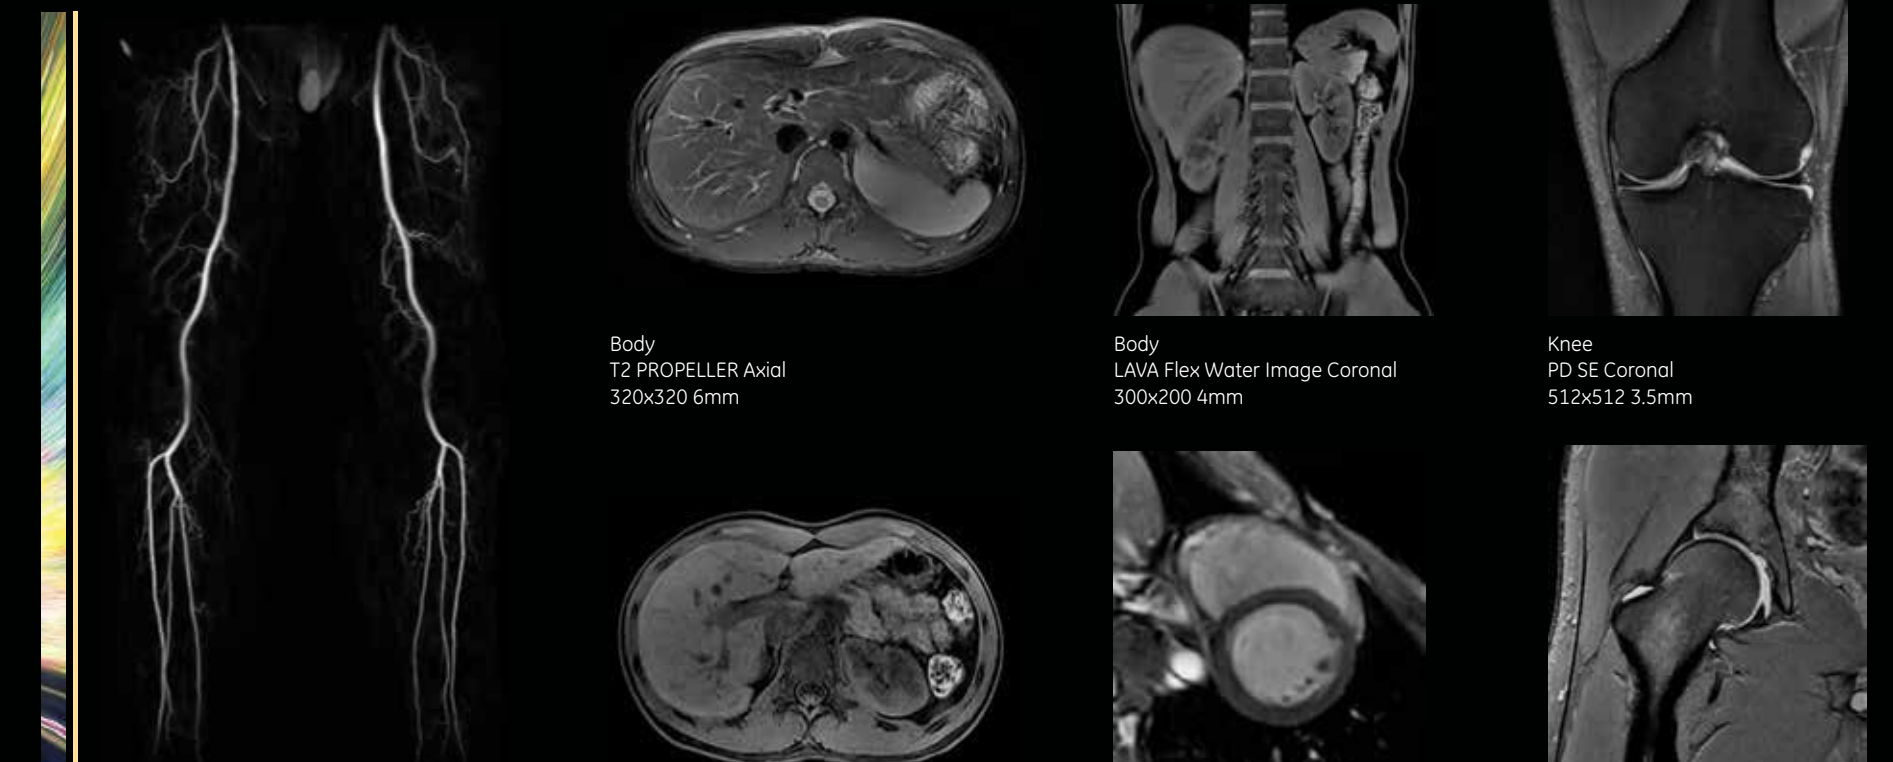 Body
T2 PROPELLER Axial
320x320 6mm
Body
LAVA Flex Water Image Coronal
300x200 4mm
Knee
PD SE Coronal
512x512 3.5mm